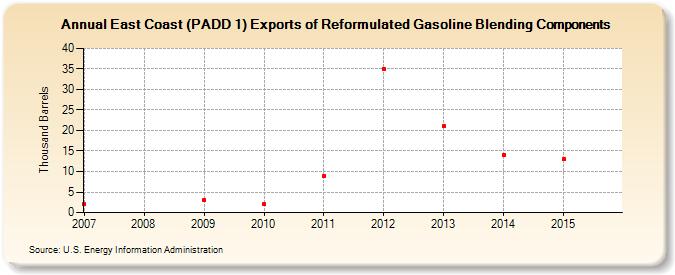 Annual East Coast (PADD 1) Exports of Reformulated Gasoline Blending Components
Thousand Barrels
40
35
30
25
20
15
10
5
0
2007 2008 2009 2010 2011 2012 2013 2014 2015
Source: U.S. Energy Information Administration